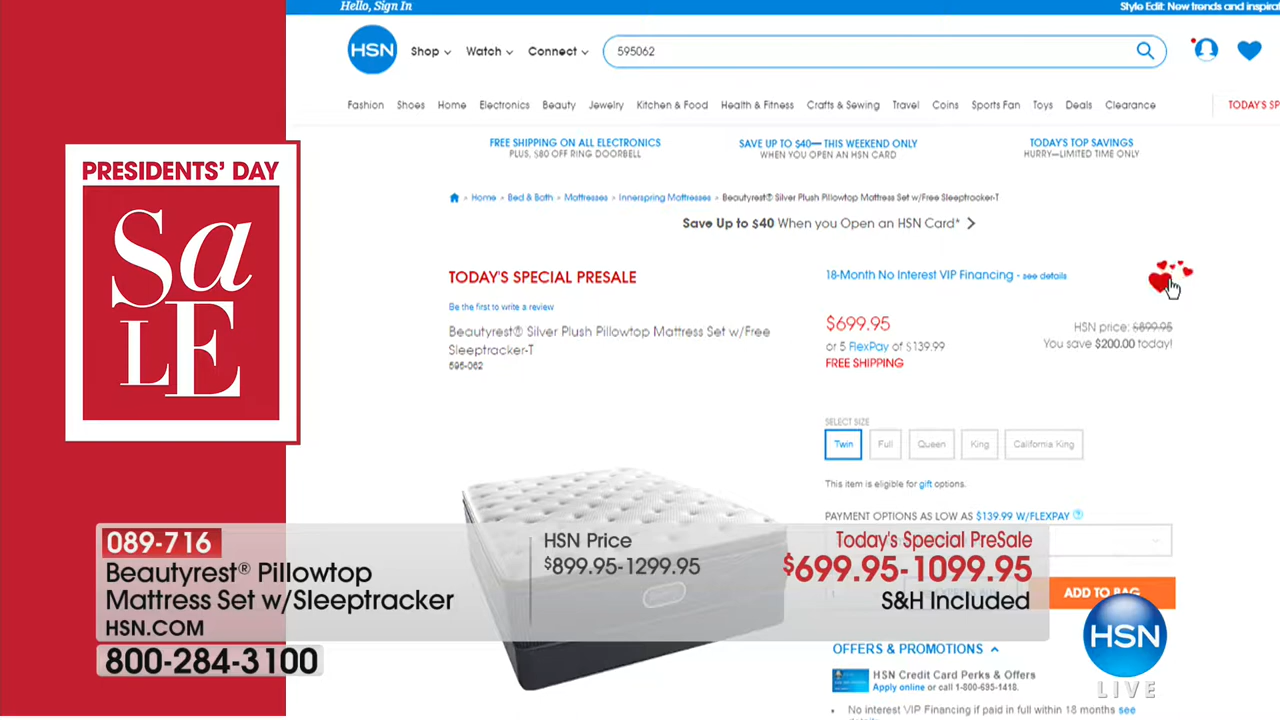 Hello, Sign In
Style Edit: New trends and inspirat
HSN
Shop
Watch
Connect
595062
Fashion
Shoes
Home
Electronics
Beauty
Jewelry
Kitchen & Food
Health & Fitness
Crafts & Sewing
Travel
Coins
Sports Fan
Toys
Deals
Clearance
TODAY'S SP
FREE SHIPPING ON ALL ELECTRONICS
PLUS, $80 OFF RING DOORBELL
SAVE UP TO $40— THIS WEEKEND ONLY
WHEN YOU OPEN AN HSN CARD
TODAY'S TOP SAVINGS
HURRY—LIMITED TIME ONLY
PRESIDENTS' DAY
SaLE
> Home > Bed & Bath > Mattresses > Innerspring Mattresses > Beautyrest® Silver Plush Pillowtop Mattress Set w/Free Sleeptracker-T
Save Up to $40 When you Open an HSN Card* >
TODAY'S SPECIAL PRESALE
Be the first to write a review
Beautyrest® Silver Plush Pillowtop Mattress Set w/Free
Sleeptracker-T
595-062
18-Month No Interest VIP Financing - see details
$699.95
or 5 FlexPay of $139.99
FREE SHIPPING
HSN price: $899.95
You save $200.00 today!
SELECT SIZE
Twin
Full
Queen
King
California King
This item is eligible for gift options.
PAYMENT OPTIONS AS LOW AS $139.99 W/FLEXPAY
ADD TO BAG
089-716
Beautyrest® Pillowtop
Mattress Set w/Sleeptracker
HSN.COM
800-284-3100
HSN Price
$899.95-1299.95
Today's Special PreSale
$699.95-1099.95
S&H Included
HSN
LIVE
OFFERS & PROMOTIONS
HSN Credit Card Perks & Offers
Apply online or call 1-800-695-1418.
• No interest VIP Financing if paid in full within 18 months see